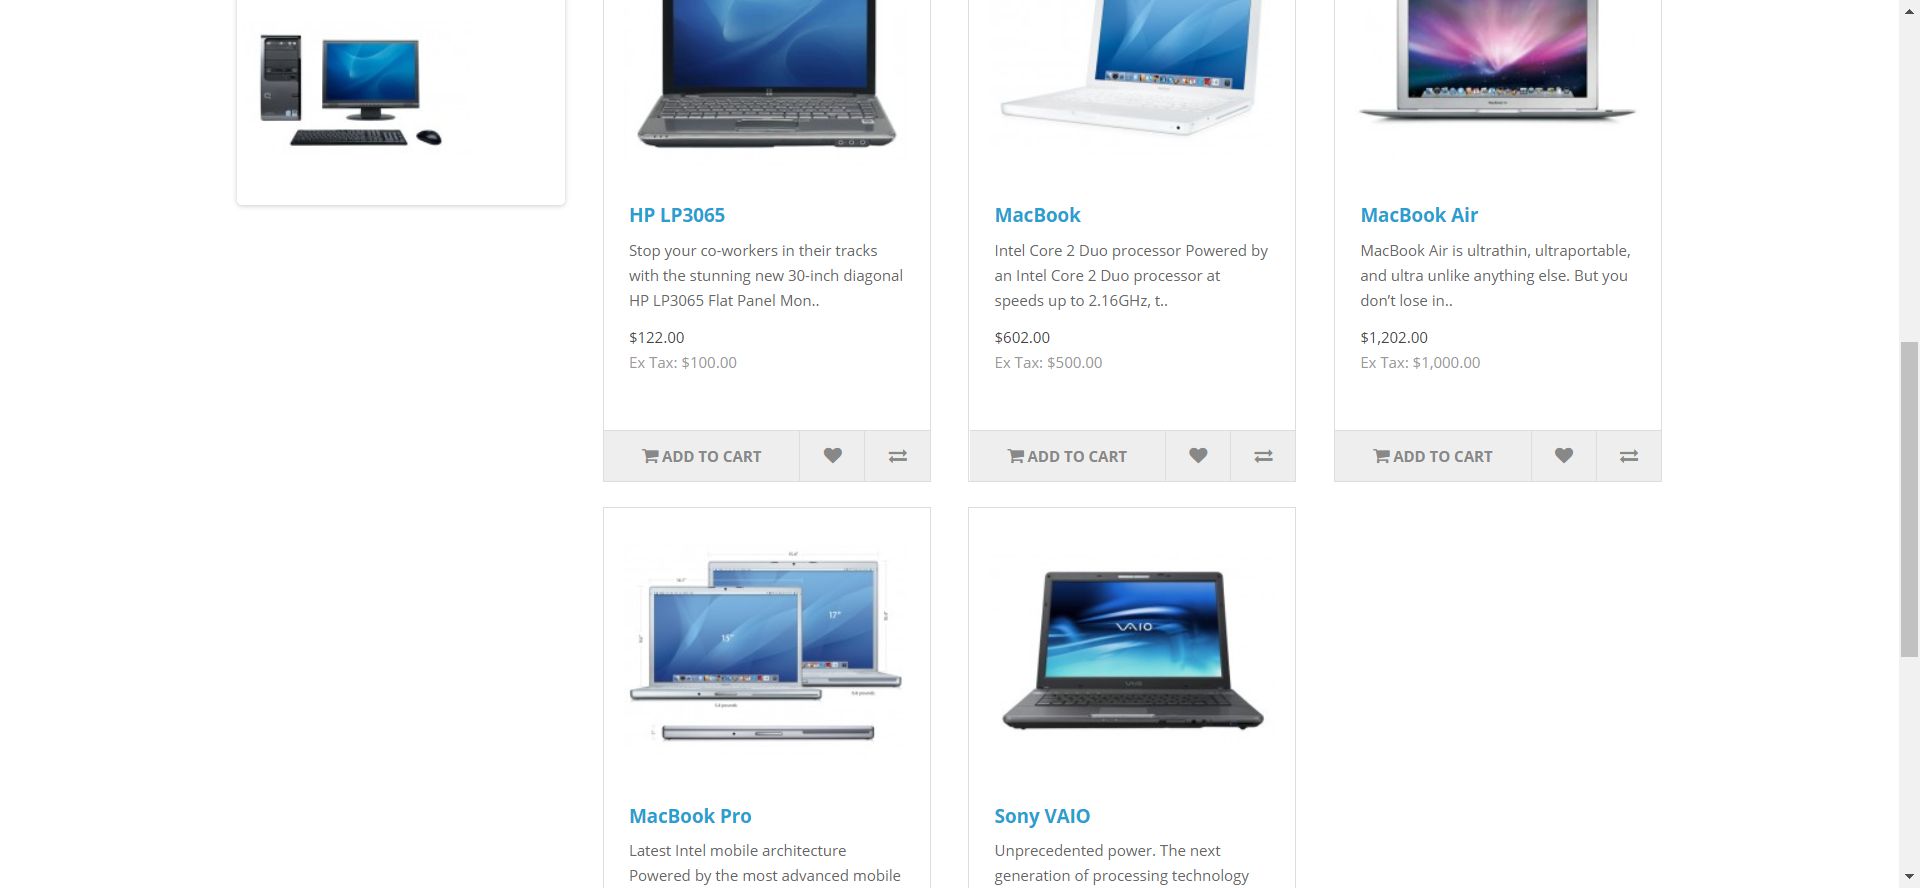 HP LP3065
Stop your co-workers in their tracks
with the stunning new 30-inch diagonal
HP LP3065 Flat Panel Mon..
$122.00
Ex Tax: $100.00
ADD TO CART
MacBook
Intel Core 2 Duo processor Powered by
an Intel Core 2 Duo processor at
speeds up to 2.16GHz, t..
$602.00
Ex Tax: $500.00
ADD TO CART
MacBook Air
MacBook Air is ultrathin, ultraportable,
and ultra unlike anything else. But you
don’t lose in..
$1,202.00
Ex Tax: $1,000.00
ADD TO CART
15"
17"
MacBook Pro
Latest Intel mobile architecture
Powered by the most advanced mobile
VAIO
Sony VAIO
Unprecedented power. The next
generation of processing technology